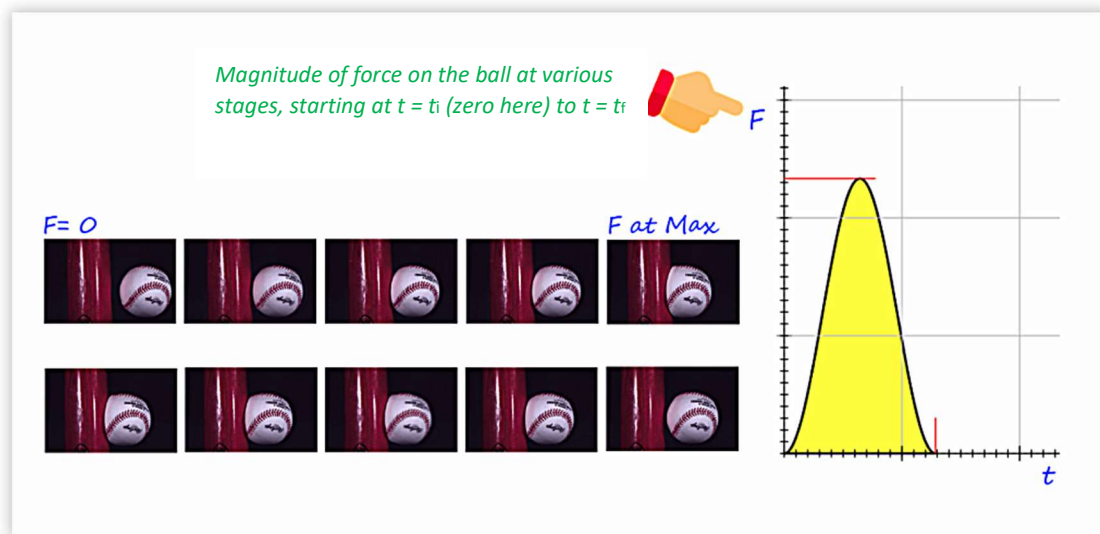 Magnitude of force on the ball at various
stages, starting at t = ti (zero here) to t = tf
F
F= 0
F at Max
t